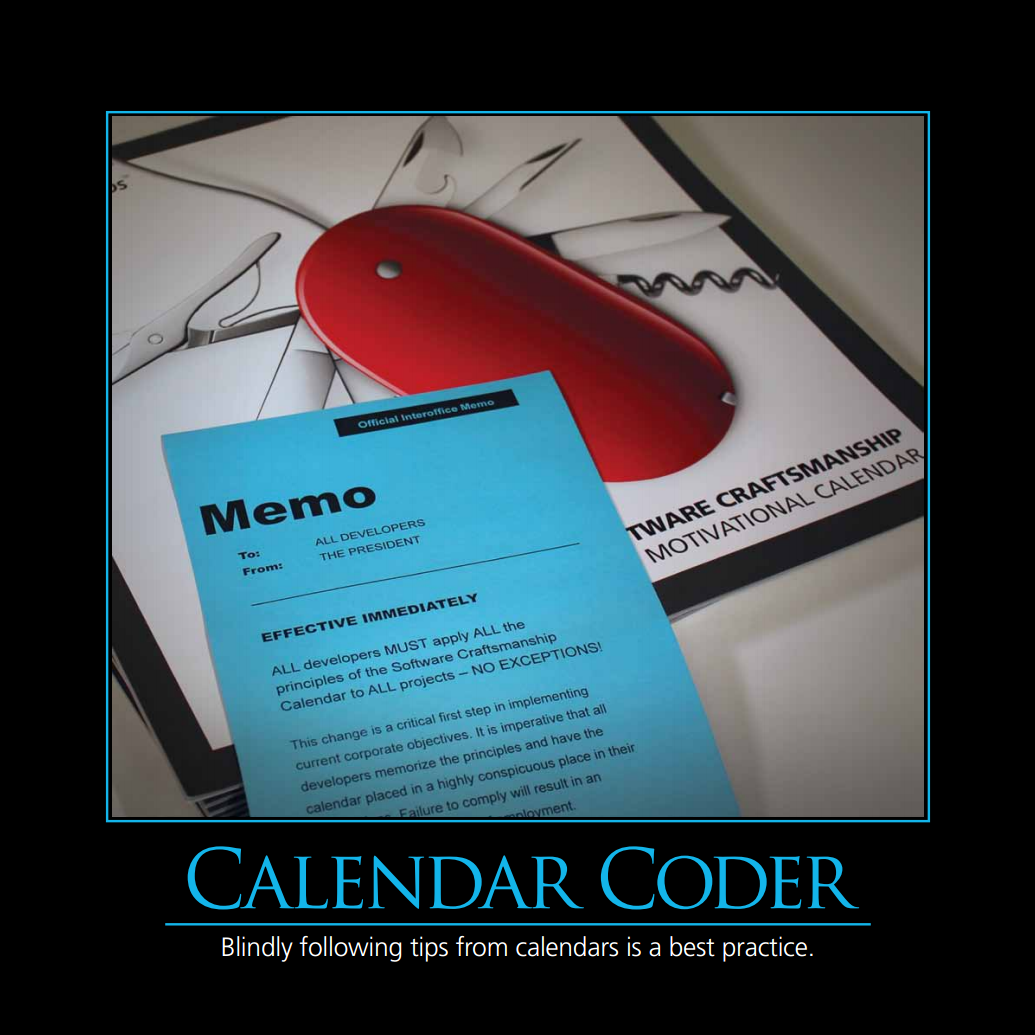 Official Interoffice Memo
Memo
To: ALL DEVELOPERS
From: THE PRESIDENT
EFFECTIVE IMMEDIATELY
ALL developers MUST apply ALL the
principles of the Software Craftsmanship
Calendar to ALL projects – NO EXCEPTIONS!
This change is a critical first step in implementing
current corporate objectives. It is imperative that all
developers memorize the principles and have the
calendar placed in a highly conspicuous place in their
Failure to comply will result in an
TWARE CRAFTSMANSHIP
MOTIVATIONAL CALENDAR
CALENDAR CODER
Blindly following tips from calendars is a best practice.